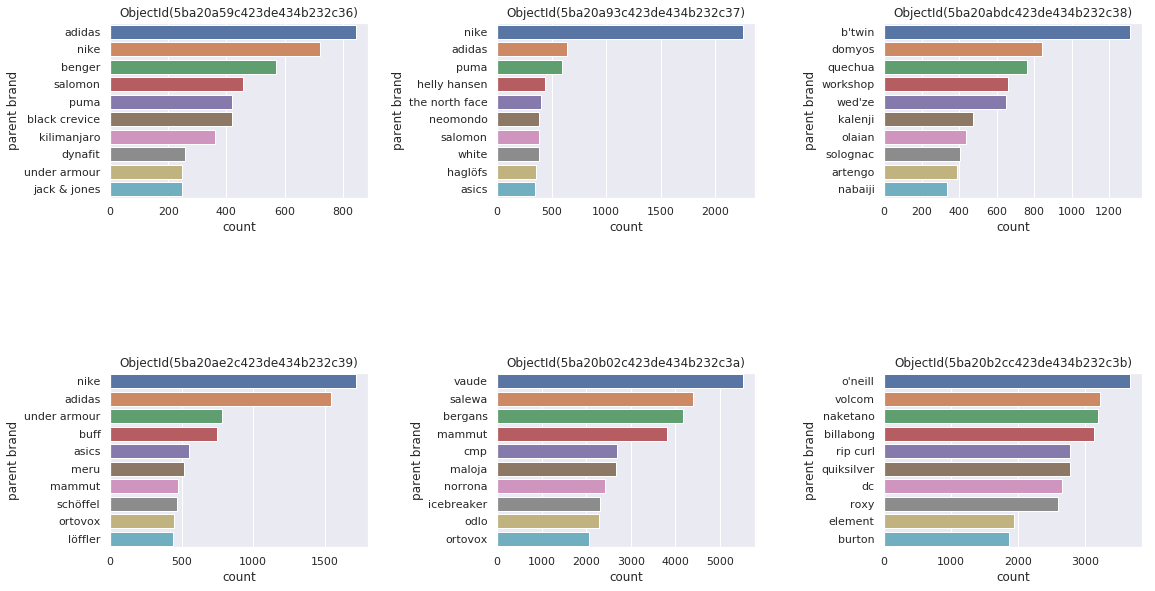 ObjectId(5ba20a59c423de434b232c36)
parent brand
adidas
nike
benger
salomon
puma
black crevice
kilimanjaro
dynafit
under armour
jack & jones
0 200 400 600 800
count
ObjectId(5ba20a93c423de434b232c37)
parent brand
nike
adidas
puma
helly hansen
the north face
neomondo
salomon
white
haglöfs
asics
0 500 1000 1500 2000
count
ObjectId(5ba20abdc423de434b232c38)
parent brand
b'twin
domyos
quechua
workshop
wed'ze
kalenji
olaian
solognac
artengo
nabaiji
0 200 400 600 800 1000 1200
count
ObjectId(5ba20ae2c423de434b232c39)
parent brand
nike
adidas
under armour
buff
asics
meru
mammut
schöffel
ortovox
löffler
0 500 1000 1500
count
ObjectId(5ba20b02c423de434b232c3a)
parent brand
vaude
salewa
bergans
mammut
cmp
maloja
norrona
icebreaker
odlo
ortovox
0 1000 2000 3000 4000 5000
count
ObjectId(5ba20b2cc423de434b232c3b)
parent brand
o'neill
volcom
naketano
billabong
rip curl
quiksilver
dc
roxy
element
burton
0 1000 2000 3000
count